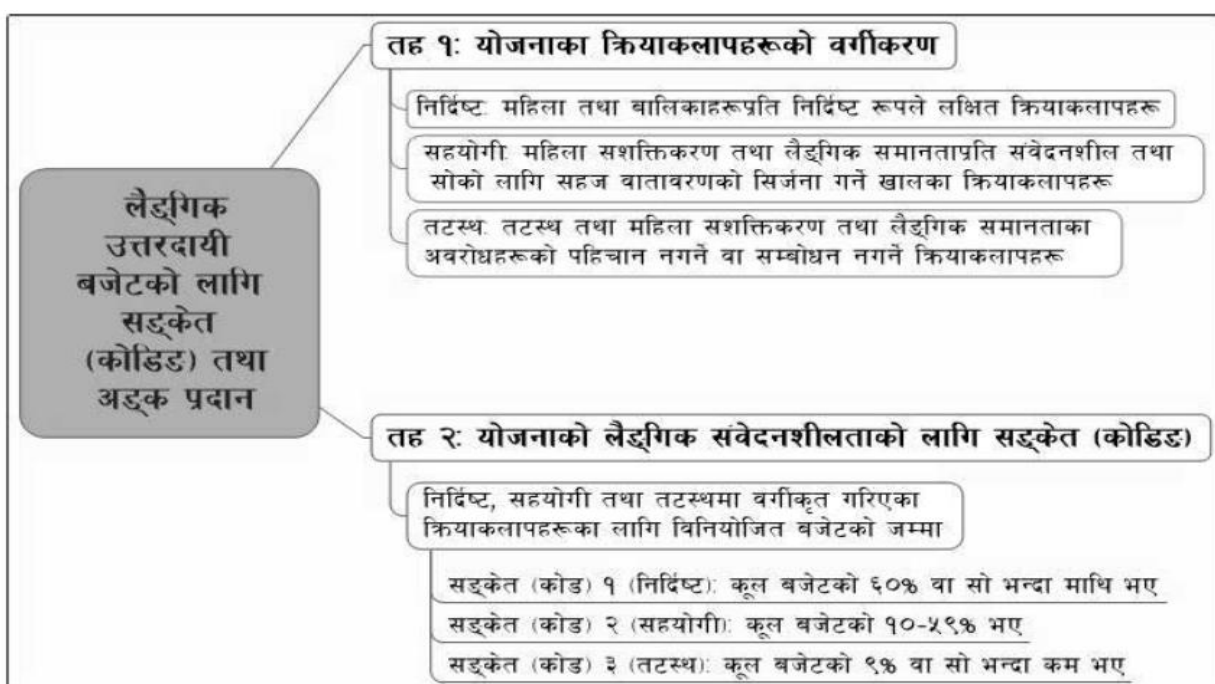 लैङ्गिक
उत्तरदायी
बजेटको लागि
सङ्केत
(कोडिङ) तथा
अङ्क प्रदान
तह १: योजनाका क्रियाकलापहरूको वर्गीकरण
निर्दिष्ट: महिला तथा बालिकाहरूप्रति निर्दिष्ट रूपले लक्षित क्रियाकलापहरू
सहयोगी: महिला सशक्तिकरण तथा लैङ्गिक समानताप्रति संवेदनशील तथा
सोको लागि सहज वातावरणको सिर्जना गर्ने खालका क्रियाकलापहरू
तटस्थ: तटस्थ तथा महिला सशक्तिकरण तथा लैङ्गिक समानताका
अवरोधहरूको पहिचान नगर्ने वा सम्बोधन नगर्ने क्रियाकलापहरू
तह २: योजनाको लैङ्गिक संवेदनशीलताको लागि सङ्केत (कोडिङ)
निर्दिष्ट, सहयोगी तथा तटस्थमा वर्गीकृत गरिएका
क्रियाकलापहरूका लागि विनियोजित बजेटको जम्मा
सङ्केत (कोड) १ (निर्दिष्ट): कूल बजेटको ६०% वा सो भन्दा माथि भए
सङ्केत (कोड) २ (सहयोगी): कूल बजेटको १०-५९% भए
सङ्केत (कोड) ३ (तटस्थ): कूल बजेटको ९% वा सो भन्दा कम भए